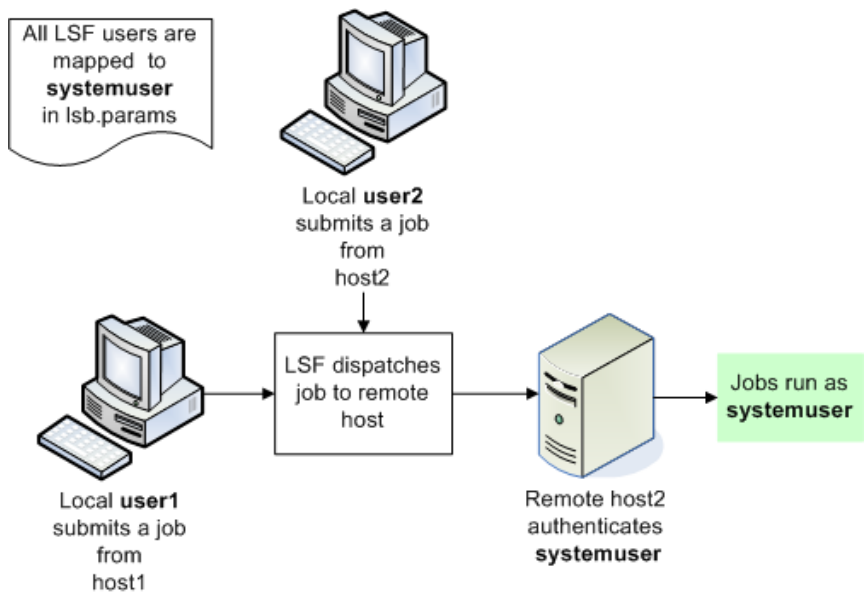 All LSF users are
mapped to
systemuser
in lsb.params
Local user2
submits a job
from
host2
LSF dispatches
job to remote
host
Jobs run as
systemuser
Local user1
submits a job
from
host1
Remote host2
authenticates
systemuser